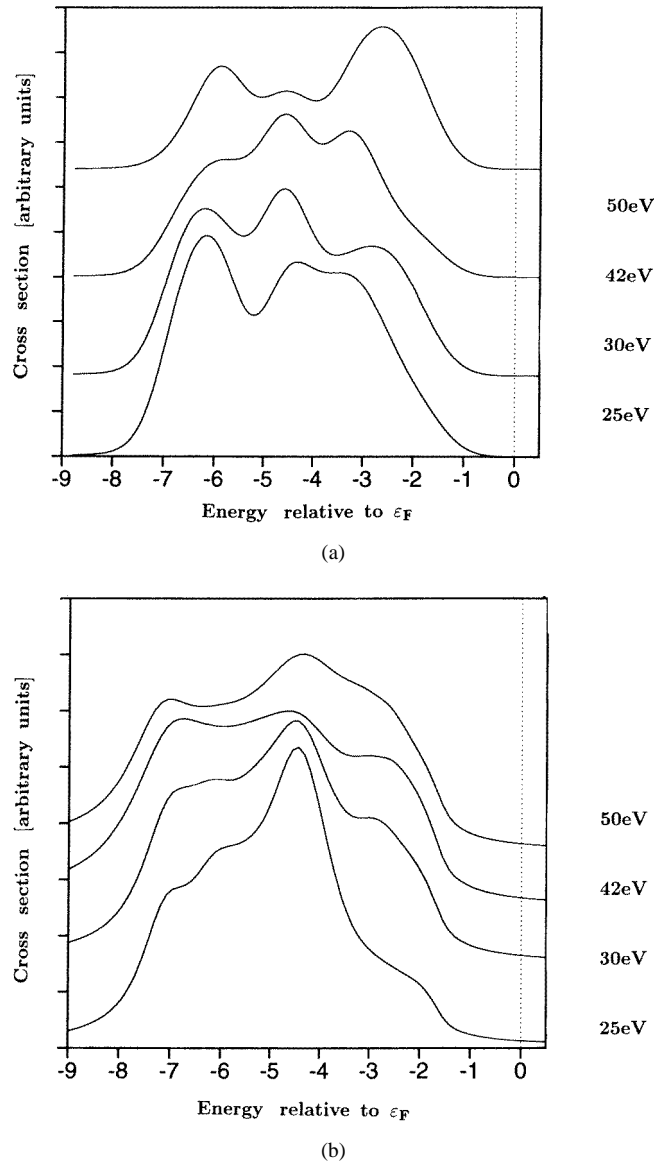 Cross section [arbitrary units]
50eV
42eV
30eV
25eV
-9 -8 -7 -6 -5 -4 -3 -2 -1 0
Energy relative to εF
(a)
Cross section [arbitrary units]
50eV
42eV
30eV
25eV
-9 -8 -7 -6 -5 -4 -3 -2 -1 0
Energy relative to εF
(b)